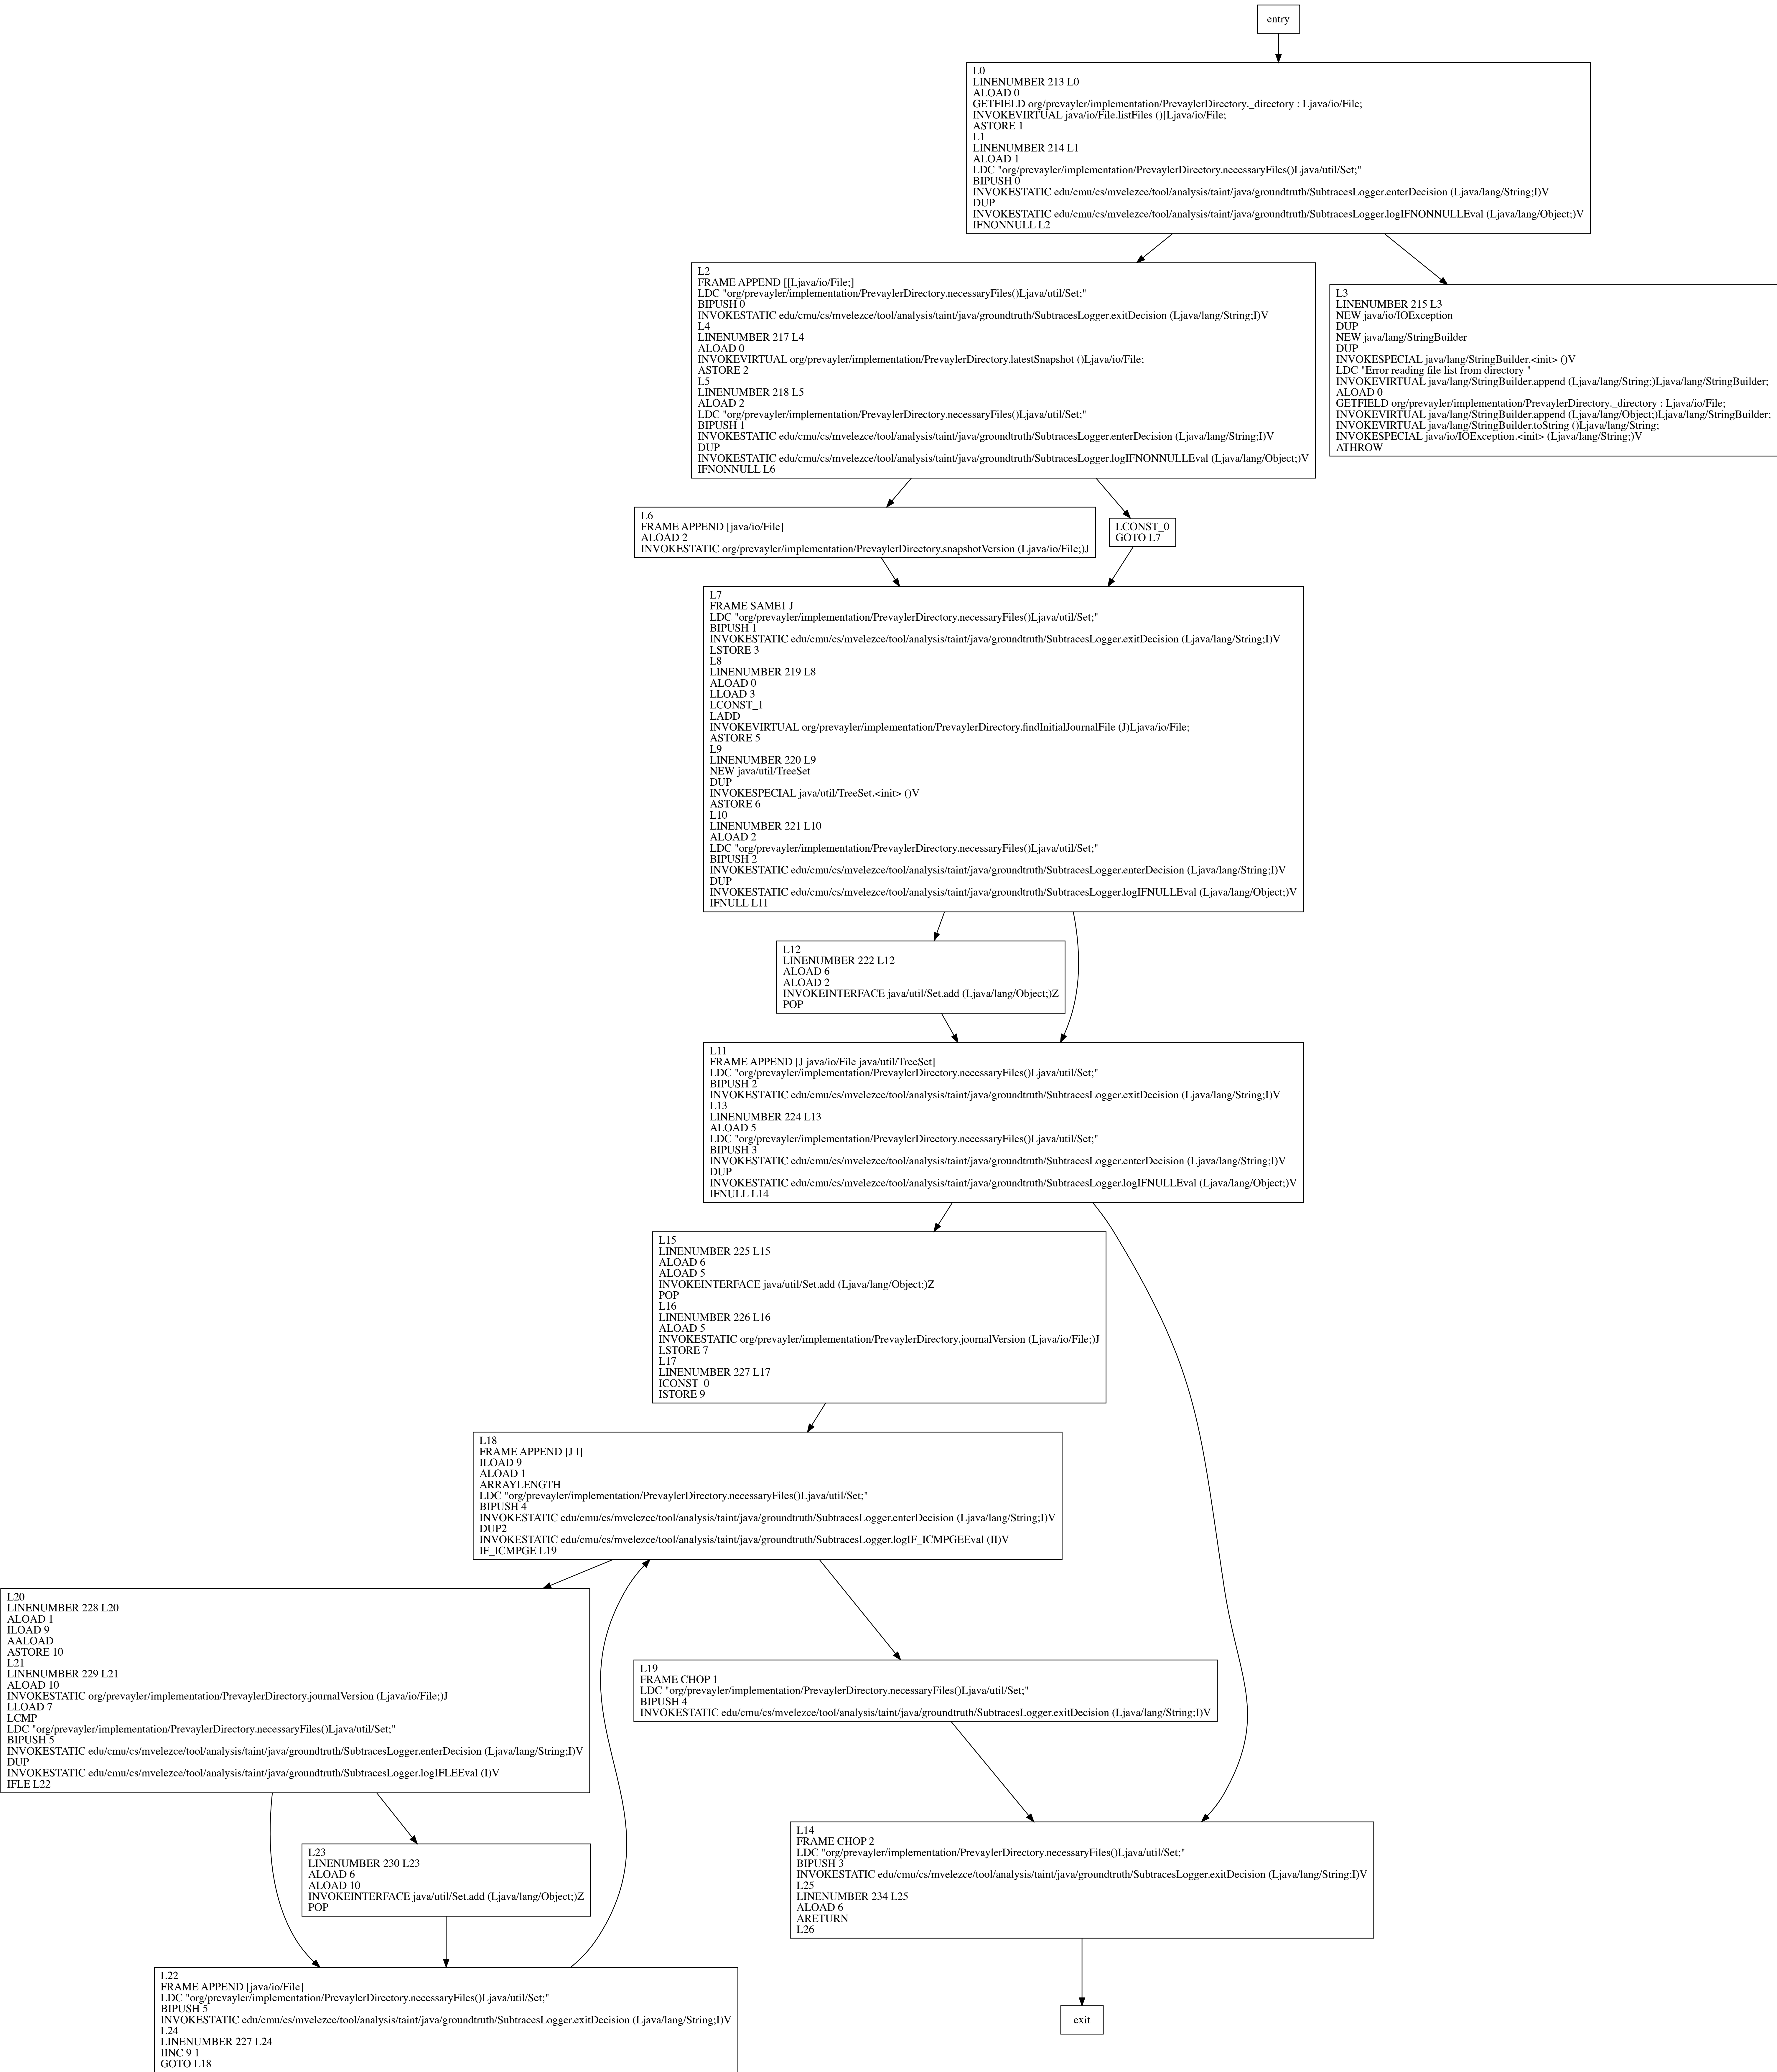 entry
L0
LINENUMBER 213 L0
ALOAD 0
GETFIELD org/prevayler/implementation/PrevaylerDirectory._directory : Ljava/io/File;
INVOKEVIRTUAL java/io/File.listFiles ()[Ljava/io/File;
ASTORE 1
L1
LINENUMBER 214 L1
ALOAD 1
LDC "org/prevayler/implementation/PrevaylerDirectory.necessaryFiles()Ljava/util/Set;"
BIPUSH 0
INVOKESTATIC edu/cmu/cs/mvelezce/tool/analysis/taint/java/groundtruth/SubtracesLogger.enterDecision (Ljava/lang/String;I)V
DUP
INVOKESTATIC edu/cmu/cs/mvelezce/tool/analysis/taint/java/groundtruth/SubtracesLogger.logIFNONNULLEval (Ljava/lang/Object;)V
IFNONNULL L2
L2
FRAME APPEND [[Ljava/io/File;]
LDC "org/prevayler/implementation/PrevaylerDirectory.necessaryFiles()Ljava/util/Set;"
BIPUSH 0
INVOKESTATIC edu/cmu/cs/mvelezce/tool/analysis/taint/java/groundtruth/SubtracesLogger.exitDecision (Ljava/lang/String;I)V
L4
LINENUMBER 217 L4
ALOAD 0
INVOKEVIRTUAL org/prevayler/implementation/PrevaylerDirectory.latestSnapshot ()Ljava/io/File;
ASTORE 2
L5
LINENUMBER 218 L5
ALOAD 2
LDC "org/prevayler/implementation/PrevaylerDirectory.necessaryFiles()Ljava/util/Set;"
BIPUSH 1
INVOKESTATIC edu/cmu/cs/mvelezce/tool/analysis/taint/java/groundtruth/SubtracesLogger.enterDecision (Ljava/lang/String;I)V
DUP
INVOKESTATIC edu/cmu/cs/mvelezce/tool/analysis/taint/java/groundtruth/SubtracesLogger.logIFNONNULLEval (Ljava/lang/Object;)V
IFNONNULL L6
L3
LINENUMBER 215 L3
NEW java/io/IOException
DUP
NEW java/lang/StringBuilder
DUP
INVOKESPECIAL java/lang/StringBuilder.<init> ()V
LDC "Error reading file list from directory "
INVOKEVIRTUAL java/lang/StringBuilder.append (Ljava/lang/String;)Ljava/lang/StringBuilder;
ALOAD 0
GETFIELD org/prevayler/implementation/PrevaylerDirectory._directory : Ljava/io/File;
INVOKEVIRTUAL java/lang/StringBuilder.append (Ljava/lang/Object;)Ljava/lang/StringBuilder;
INVOKEVIRTUAL java/lang/StringBuilder.toString ()Ljava/lang/String;
INVOKESPECIAL java/io/IOException.<init> (Ljava/lang/String;)V
ATHROW
L6
FRAME APPEND [java/io/File]
ALOAD 2
INVOKESTATIC org/prevayler/implementation/PrevaylerDirectory.snapshotVersion (Ljava/io/File;)J
LCONST_0
GOTO L7
L7
FRAME SAME1 J
LDC "org/prevayler/implementation/PrevaylerDirectory.necessaryFiles()Ljava/util/Set;"
BIPUSH 1
INVOKESTATIC edu/cmu/cs/mvelezce/tool/analysis/taint/java/groundtruth/SubtracesLogger.exitDecision (Ljava/lang/String;I)V
LSTORE 3
L8
LINENUMBER 219 L8
ALOAD 0
LLOAD 3
LCONST_1
LADD
INVOKEVIRTUAL org/prevayler/implementation/PrevaylerDirectory.findInitialJournalFile (J)Ljava/io/File;
ASTORE 5
L9
LINENUMBER 220 L9
NEW java/util/TreeSet
DUP
INVOKESPECIAL java/util/TreeSet.<init> ()V
ASTORE 6
L10
LINENUMBER 221 L10
ALOAD 2
LDC "org/prevayler/implementation/PrevaylerDirectory.necessaryFiles()Ljava/util/Set;"
BIPUSH 2
INVOKESTATIC edu/cmu/cs/mvelezce/tool/analysis/taint/java/groundtruth/SubtracesLogger.enterDecision (Ljava/lang/String;I)V
DUP
INVOKESTATIC edu/cmu/cs/mvelezce/tool/analysis/taint/java/groundtruth/SubtracesLogger.logIFNULLEval (Ljava/lang/Object;)V
IFNULL L11
L12
LINENUMBER 222 L12
ALOAD 6
ALOAD 2
INVOKEINTERFACE java/util/Set.add (Ljava/lang/Object;)Z
POP
L11
FRAME APPEND [J java/io/File java/util/TreeSet]
LDC "org/prevayler/implementation/PrevaylerDirectory.necessaryFiles()Ljava/util/Set;"
BIPUSH 2
INVOKESTATIC edu/cmu/cs/mvelezce/tool/analysis/taint/java/groundtruth/SubtracesLogger.exitDecision (Ljava/lang/String;I)V
L13
LINENUMBER 224 L13
ALOAD 5
LDC "org/prevayler/implementation/PrevaylerDirectory.necessaryFiles()Ljava/util/Set;"
BIPUSH 3
INVOKESTATIC edu/cmu/cs/mvelezce/tool/analysis/taint/java/groundtruth/SubtracesLogger.enterDecision (Ljava/lang/String;I)V
DUP
INVOKESTATIC edu/cmu/cs/mvelezce/tool/analysis/taint/java/groundtruth/SubtracesLogger.logIFNULLEval (Ljava/lang/Object;)V
IFNULL L14
L15
LINENUMBER 225 L15
ALOAD 6
ALOAD 5
INVOKEINTERFACE java/util/Set.add (Ljava/lang/Object;)Z
POP
L16
LINENUMBER 226 L16
ALOAD 5
INVOKESTATIC org/prevayler/implementation/PrevaylerDirectory.journalVersion (Ljava/io/File;)J
LSTORE 7
L17
LINENUMBER 227 L17
ICONST_0
ISTORE 9
L18
FRAME APPEND [J I]
ILOAD 9
ALOAD 1
ARRAYLENGTH
LDC "org/prevayler/implementation/PrevaylerDirectory.necessaryFiles()Ljava/util/Set;"
BIPUSH 4
INVOKESTATIC edu/cmu/cs/mvelezce/tool/analysis/taint/java/groundtruth/SubtracesLogger.enterDecision (Ljava/lang/String;I)V
DUP2
INVOKESTATIC edu/cmu/cs/mvelezce/tool/analysis/taint/java/groundtruth/SubtracesLogger.logIF_ICMPGEEval (II)V
IF_ICMPGE L19
L20
LINENUMBER 228 L20
ALOAD 1
ILOAD 9
AALOAD
ASTORE 10
L21
LINENUMBER 229 L21
ALOAD 10
INVOKESTATIC org/prevayler/implementation/PrevaylerDirectory.journalVersion (Ljava/io/File;)J
LLOAD 7
LCMP
LDC "org/prevayler/implementation/PrevaylerDirectory.necessaryFiles()Ljava/util/Set;"
BIPUSH 5
INVOKESTATIC edu/cmu/cs/mvelezce/tool/analysis/taint/java/groundtruth/SubtracesLogger.enterDecision (Ljava/lang/String;I)V
DUP
INVOKESTATIC edu/cmu/cs/mvelezce/tool/analysis/taint/java/groundtruth/SubtracesLogger.logIFLEEval (I)V
IFLE L22
L19
FRAME CHOP 1
LDC "org/prevayler/implementation/PrevaylerDirectory.necessaryFiles()Ljava/util/Set;"
BIPUSH 4
INVOKESTATIC edu/cmu/cs/mvelezce/tool/analysis/taint/java/groundtruth/SubtracesLogger.exitDecision (Ljava/lang/String;I)V
L23
LINENUMBER 230 L23
ALOAD 6
ALOAD 10
INVOKEINTERFACE java/util/Set.add (Ljava/lang/Object;)Z
POP
L14
FRAME CHOP 2
LDC "org/prevayler/implementation/PrevaylerDirectory.necessaryFiles()Ljava/util/Set;"
BIPUSH 3
INVOKESTATIC edu/cmu/cs/mvelezce/tool/analysis/taint/java/groundtruth/SubtracesLogger.exitDecision (Ljava/lang/String;I)V
L25
LINENUMBER 234 L25
ALOAD 6
ARETURN
L26
L22
FRAME APPEND [java/io/File]
LDC "org/prevayler/implementation/PrevaylerDirectory.necessaryFiles()Ljava/util/Set;"
BIPUSH 5
INVOKESTATIC edu/cmu/cs/mvelezce/tool/analysis/taint/java/groundtruth/SubtracesLogger.exitDecision (Ljava/lang/String;I)V
L24
LINENUMBER 227 L24
IINC 9 1
GOTO L18
exit